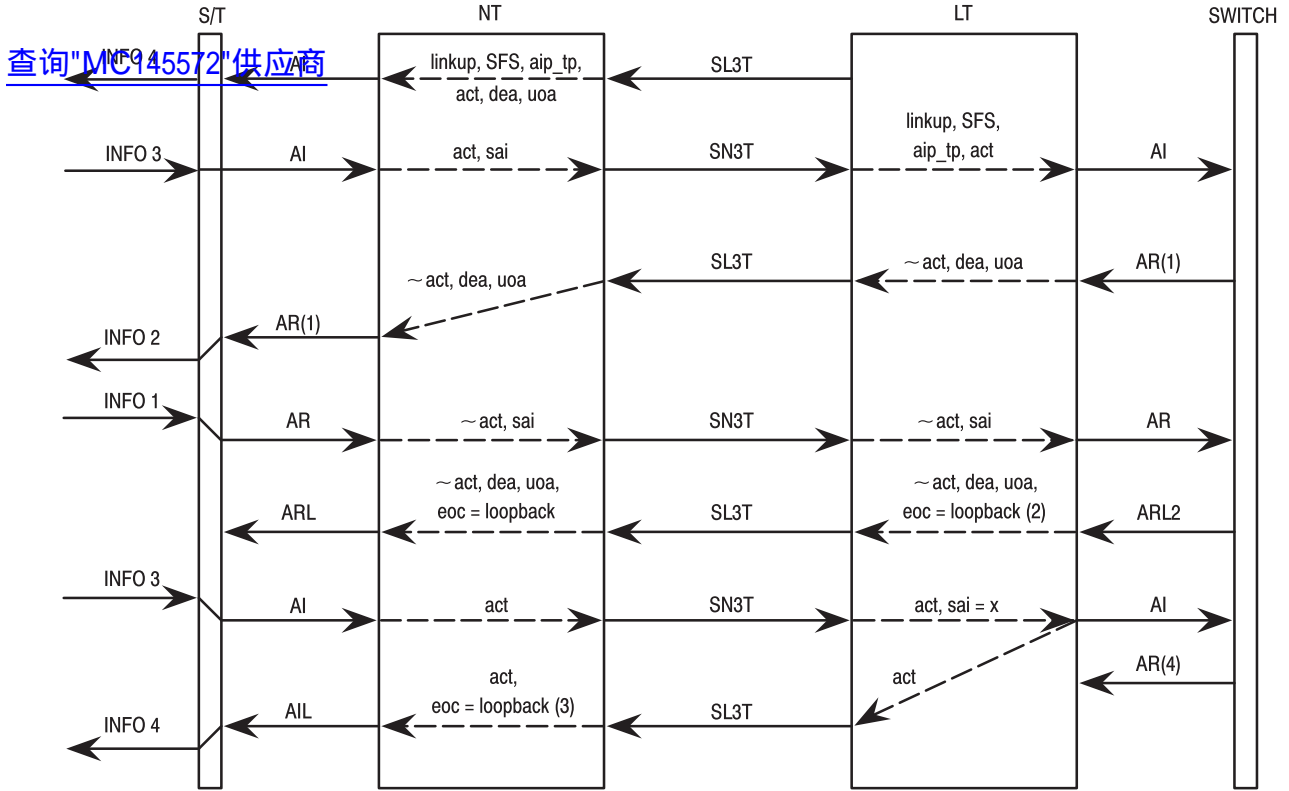 S/T NT LT SWITCH
INFO 4 AI linkup, SFS, aip_tp, SL3T
查询"MC145572"供应商
act, dea, uoa
linkup, SFS,
INFO 3 AI act, sai SN3T aip_tp, act AI
~act, dea, uoa SL3T ~act, dea, uoa AR(1)
INFO 2 AR(1)
INFO 1 AR ~act, sai SN3T ~act, sai AR
~act, dea, uoa, ~act, dea, uoa,
ARL eoc = loopback SL3T eoc = loopback (2) ARL2
INFO 3 AI act SN3T act, sai = x AI
act, act AR(4)
INFO 4 AIL eoc = loopback (3) SL3T